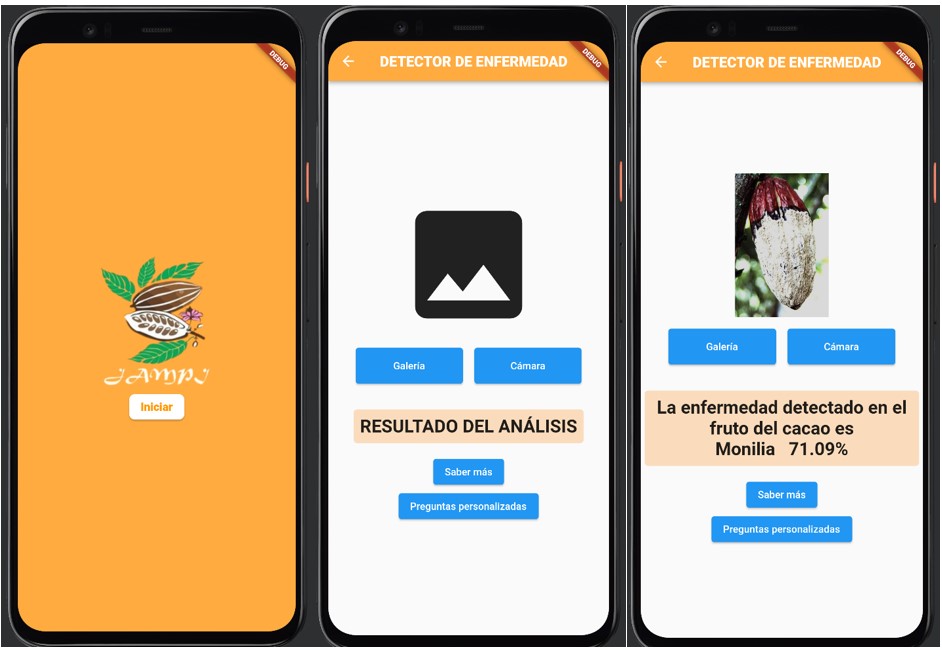 DEBUG
JAMPI
Iniciar
DETECTOR DE ENFERMEDAD
DEBUG
Galería
Cámara
RESULTADO DEL ANÁLISIS
Saber más
Preguntas personalizadas
DETECTOR DE ENFERMEDAD
DEBUG
Galería
Cámara
La enfermedad detectado en el
fruto del cacao es
Monilia 71.09%
Saber más
Preguntas personalizadas